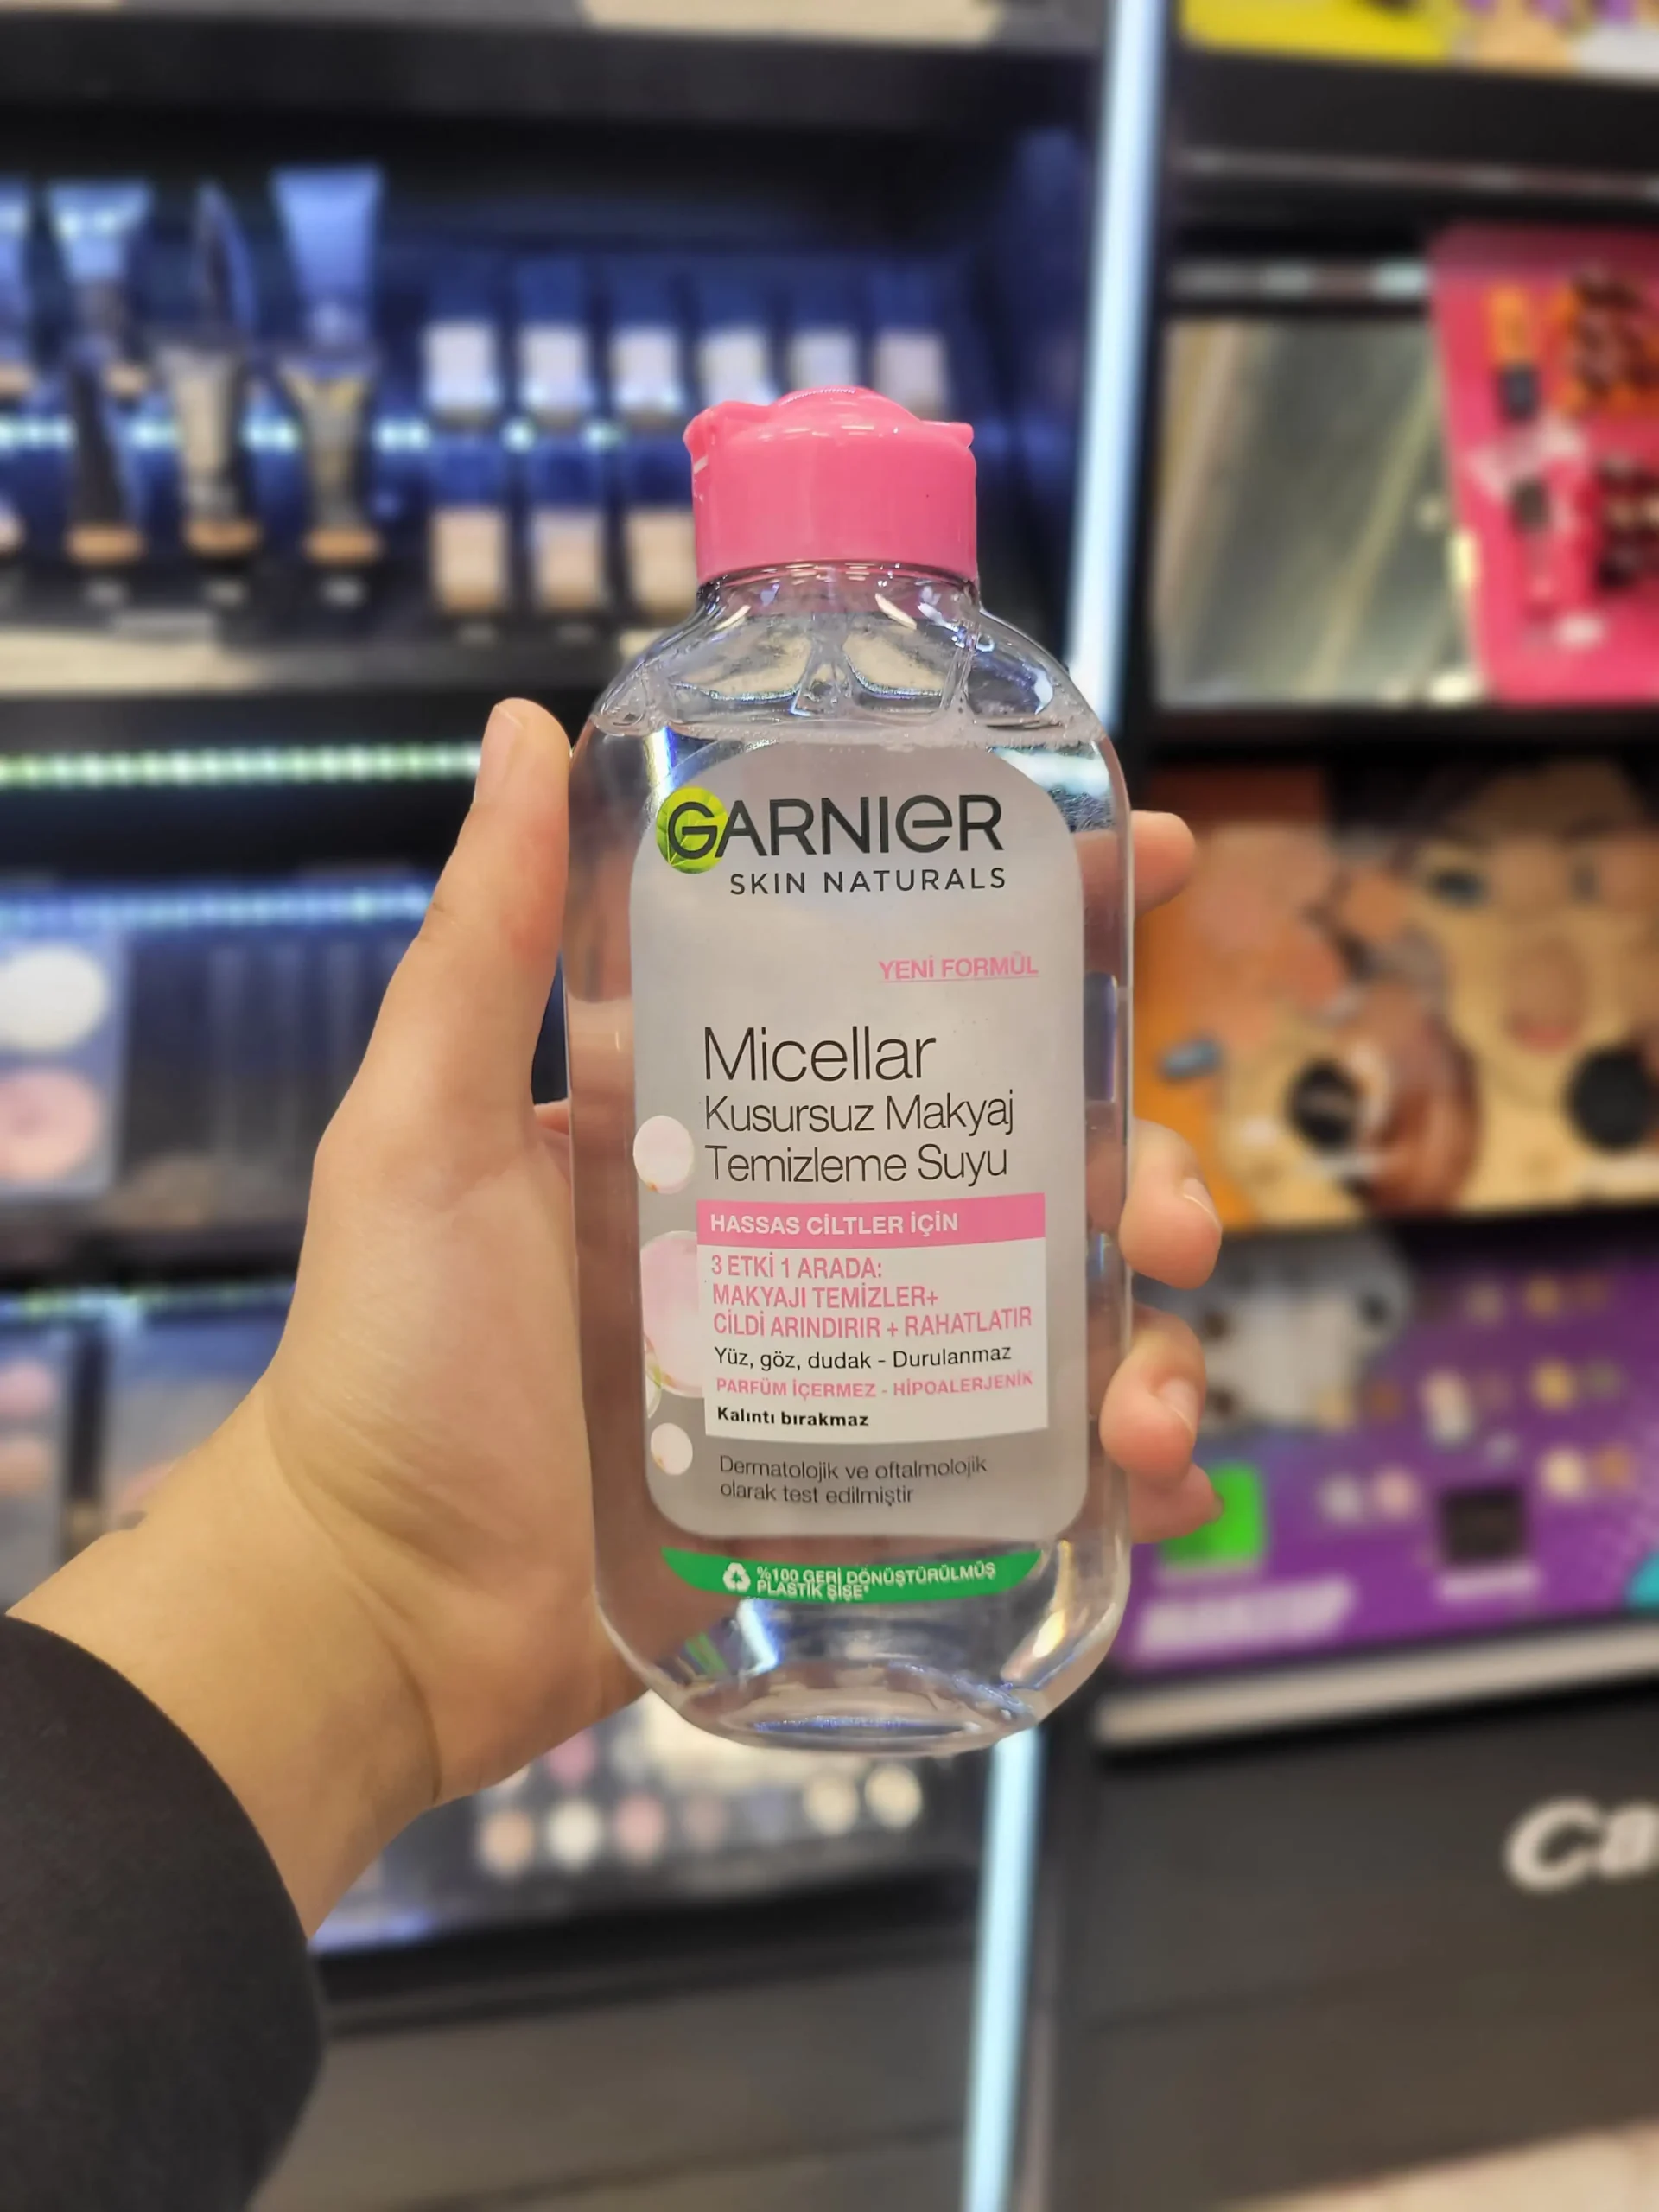 GARNIER
SKIN NATURALS
YENİ FORMÜL
Micellar
Kusursuz Makyaj
Temizleme Suyu
HASSAS CİLTLER İÇİN
3 ETKİ 1 ARADA:
MAKYAJI TEMİZLER+
CİLDİ ARINDIRIR + RAHATLATIR
Yüz, göz, dudak - Durulanmaz
PARFÜM İÇERMEZ - HİPOALERJENİK
Kalıntı bırakmaz
Dermatolojik ve oftalmolojik
olarak test edilmiştir
%100 GERİ DÖNÜŞTÜRÜLMÜŞ
PLASTİK ŞİŞE*
Ca